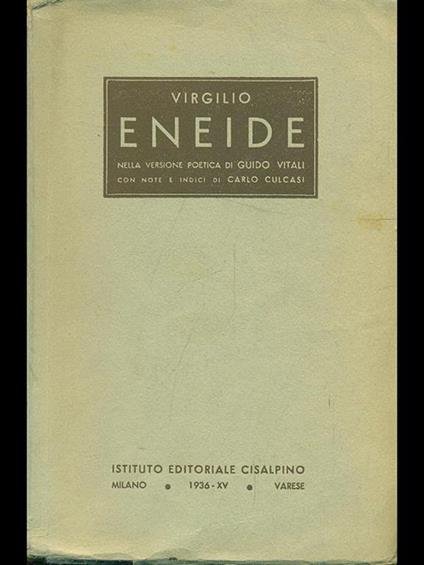 VIRGILIO
ENEIDE
NELLA VERSIONE POETICA DI GUIDO VITALI
CON NOTE E INDICI DI CARLO CULCASI
ISTITUTO EDITORIALE CISALPINO
MILANO • 1936-XV • VARESE